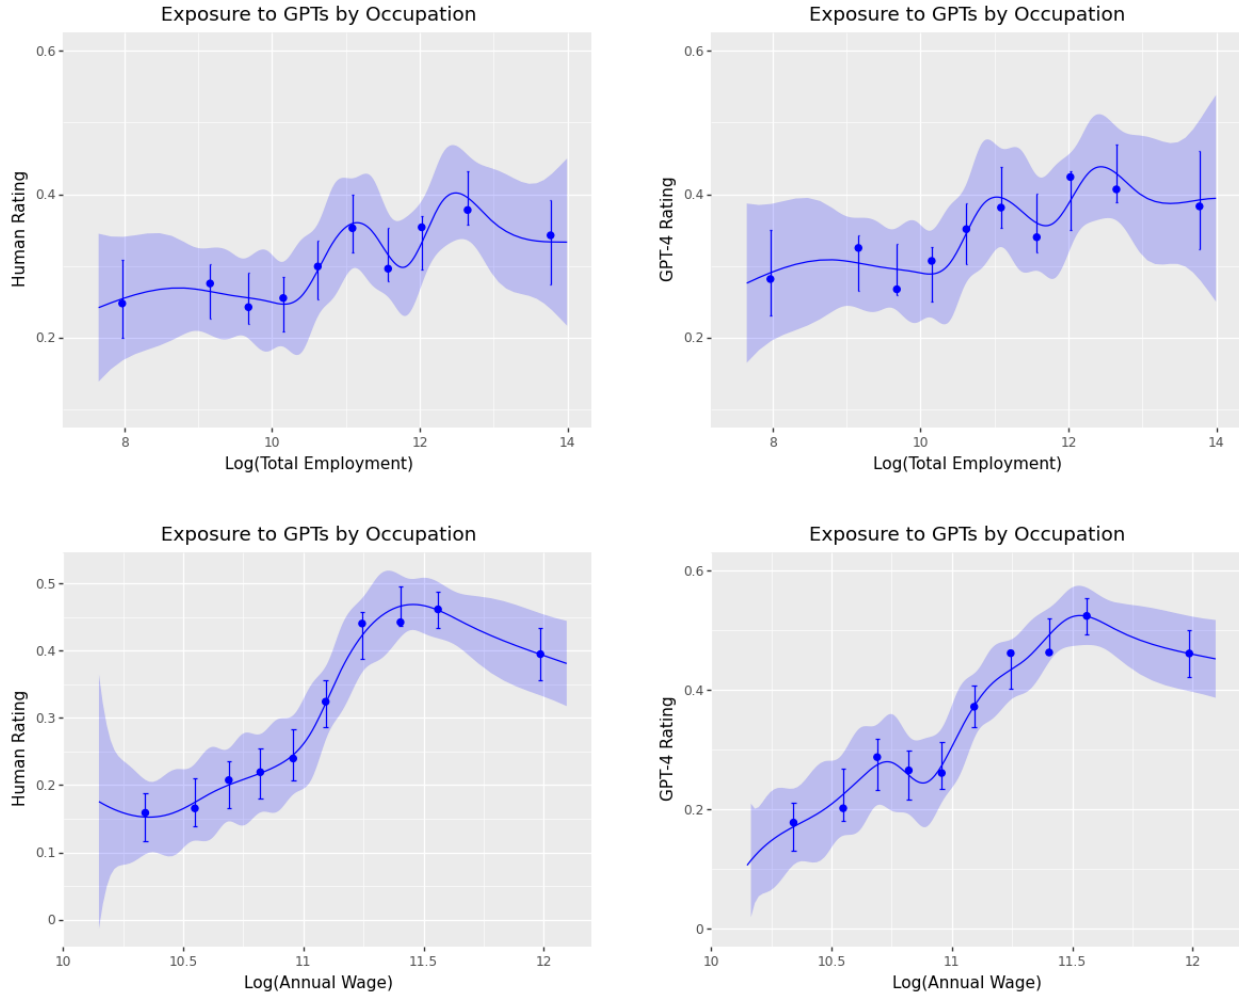 Exposure to GPTs by Occupation
0.6
0.4
0.2
Human Rating
8
10
12
14
Log(Total Employment)
Exposure to GPTs by Occupation
0.6
0.4
0.2
GPT-4 Rating
8
10
12
14
Log(Total Employment)
Exposure to GPTs by Occupation
0.5
0.4
0.3
0.2
0.1
0
Human Rating
10
10.5
11
11.5
12
Log(Annual Wage)
Exposure to GPTs by Occupation
0.6
0.4
0.2
0
GPT-4 Rating
10
10.5
11
11.5
12
Log(Annual Wage)